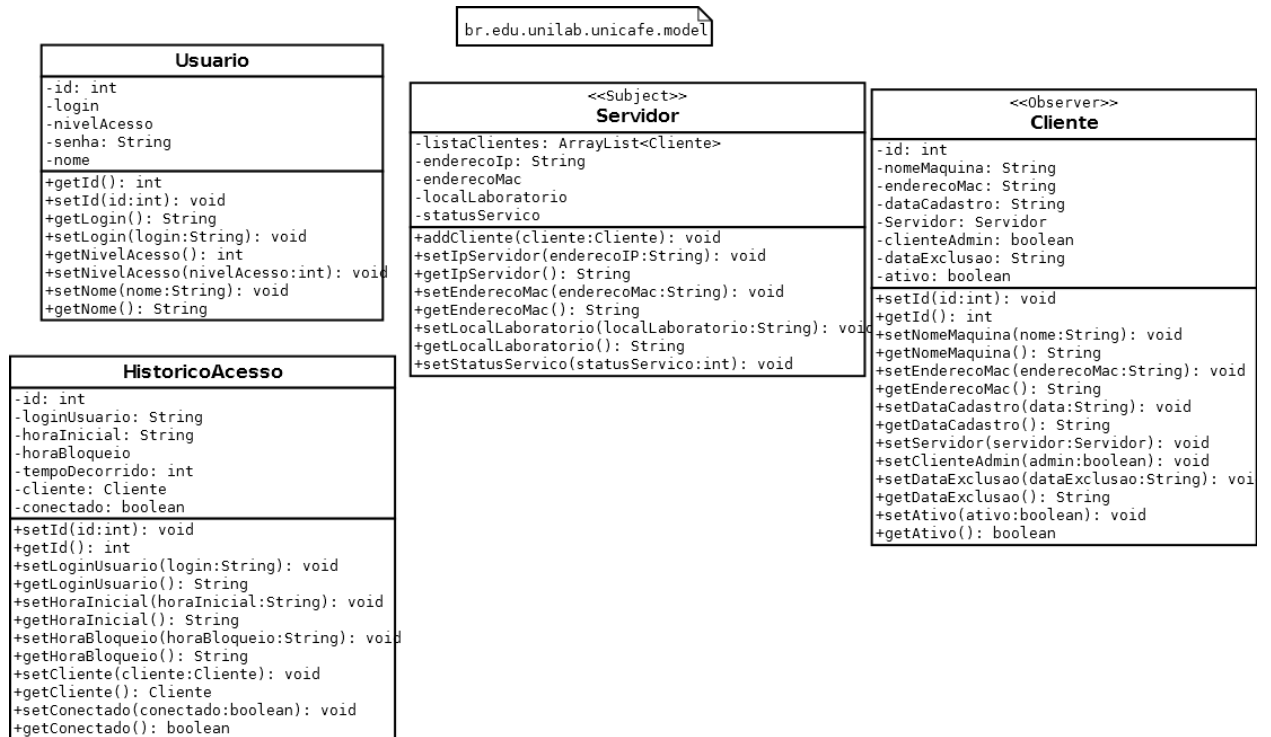 br.edu.unilab.unicafe.model
Usuario
-id: int
-login
-nivelAcesso
-senha: String
-nome
+getId(): int
+setId(id:int): void
+getLogin(): String
+setLogin(login:String): void
+getNivelAcesso(): int
+setNivelAcesso(nivelAcesso:int): void
+setNome(nome:String): void
+getNome(): String
<<Subject>>
Servidor
-listaClientes: ArrayList<Cliente>
-enderecoIp: String
-enderecoMac
-localLaboratorio
-statusServico
+addCliente(cliente:Cliente): void
+setIpServidor(enderecoIP:String): void
+getIpServidor(): String
+setEnderecoMac(enderecoMac:String): void
+getEnderecoMac(): String
+setLocalLaboratorio(localLaboratorio:String): void
+getLocalLaboratorio(): String
+setStatusServico(statusServico:int): void
<<Observer>>
Cliente
-id: int
-nomeMaquina: String
-enderecoMac: String
-dataCadastro: String
-Servidor: Servidor
-clienteAdmin: boolean
-dataExclusao: String
-ativo: boolean
+setId(id:int): void
+getId(): int
+setNomeMaquina(nome:String): void
+getNomeMaquina(): String
+setEnderecoMac(enderecoMac:String): void
+getEnderecoMac(): String
+setDataCadastro(data:String): void
+getDataCadastro(): String
+setServidor(servidor:Servidor): void
+setClienteAdmin(admin:boolean): void
+setDataExclusao(dataExclusao:String): voi
+getDataExclusao(): String
+setAtivo(ativo:boolean): void
+getAtivo(): boolean
HistoricoAcesso
-id: int
-loginUsuario: String
-horaInicial: String
-horaBloqueio
-tempoDecorrido: int
-cliente: Cliente
-conectado: boolean
+setId(id:int): void
+getId(): int
+setLoginUsuario(login:String): void
+getLoginUsuario(): String
+setHoraInicial(horaInicial:String): void
+getHoraInicial(): String
+setHoraBloqueio(horaBloqueio:String): void
+getHoraBloqueio(): String
+setCliente(cliente:Cliente): void
+getCliente(): Cliente
+setConectado(conectado:boolean): void
+getConectado(): boolean